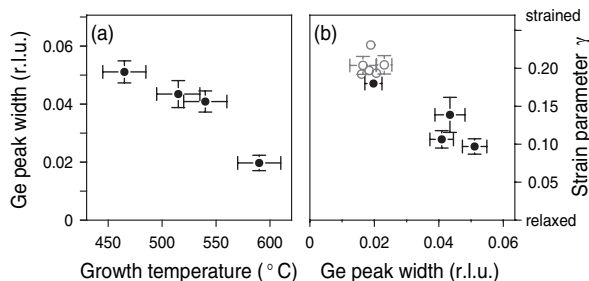 (a)
Ge peak width (r.l.u.)
0.06
0.04
0.02
0
450 500 550 600
Growth temperature (°C)
(b)
strained
0.20
0.15
0.10
0.05
relaxed
Strain parameter γ
0 0.02 0.04 0.06
Ge peak width (r.l.u.)